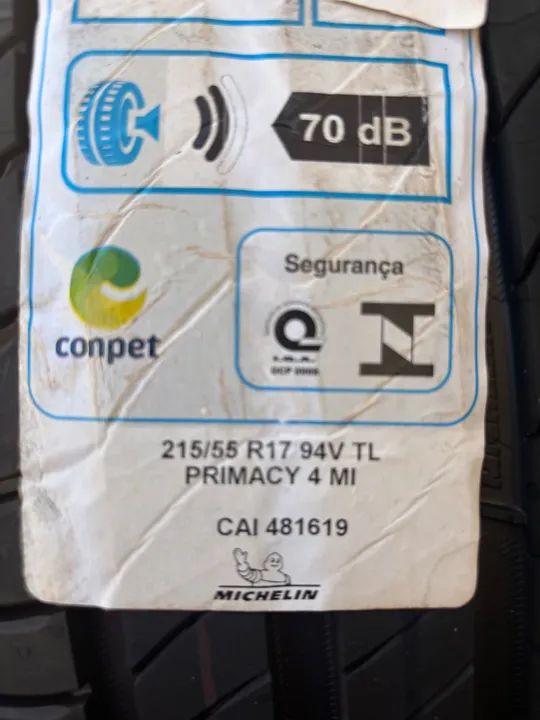 70 dB
conpet
Segurança
215/55 R17 94V TL
PRIMACY 4 MI
CAI 481619
MICHELIN